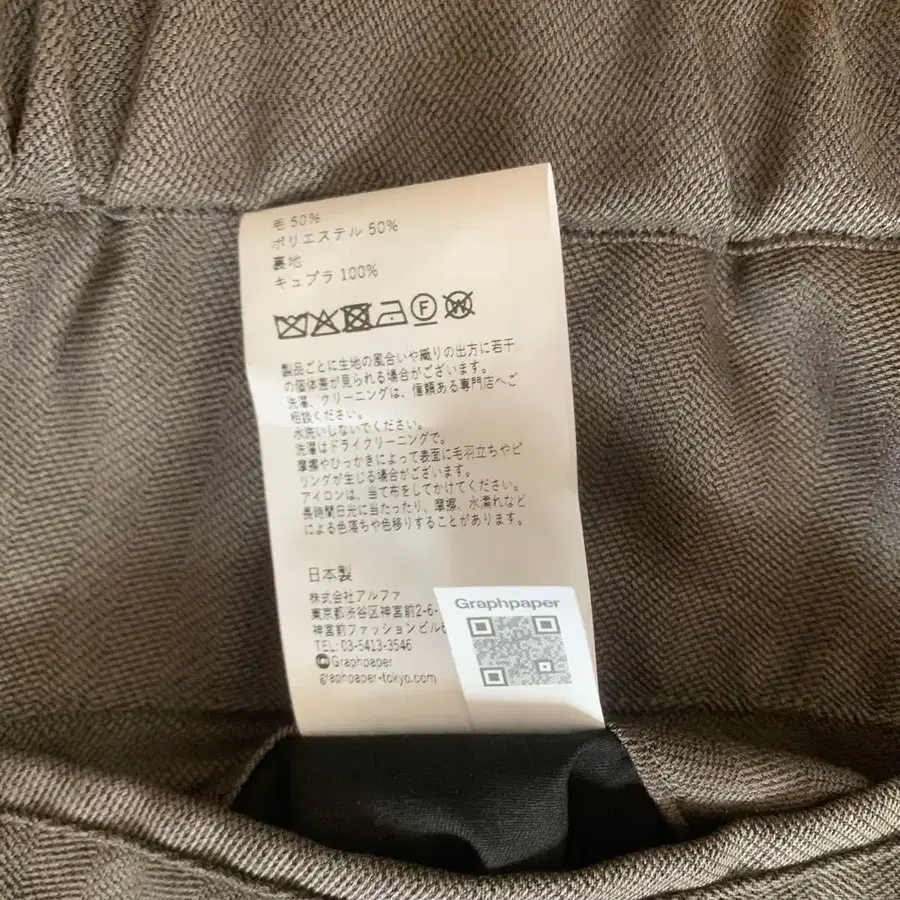 毛 50%
ポリエステル 50%
裏地
キュプラ 100%
F W
製品ごとに生地の風合いや織りの出方に若干
の個体差が見られる場合がございます。
洗濯、クリーニングは、信頼ある専門店へご
相談ください。
水洗いしないでください。
洗濯はドライクリーニングで。
摩擦やひっかきによって表面に毛羽立ちやピ
リングが生じる場合がございます。
アイロンは、当て布をしてかけてください。
長時間日光に当たったり、摩擦、水濡れなど
による色落ちや色移りすることがあります。
日本製
株式会社アルファ
東京都渋谷区神宮前2-6-
神宮前ファッションビル
TEL: 03-5413-3546
Graphpaper
graphpaper-tokyo.com
Graphpaper